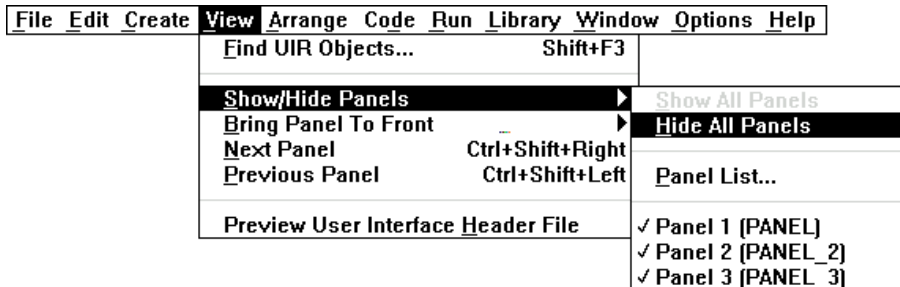 File Edit Create View Arrange Code Run Library Window Options Help
Find UIR Objects... Shift+F3
Show/Hide Panels
Bring Panel To Front
Next Panel Ctrl+Shift+Right
Previous Panel Ctrl+Shift+Left
Preview User Interface Header File
Show All Panels
Hide All Panels
Panel List...
✓ Panel 1 (PANEL)
✓ Panel 2 (PANEL_2)
✓ Panel 3 (PANEL_3)